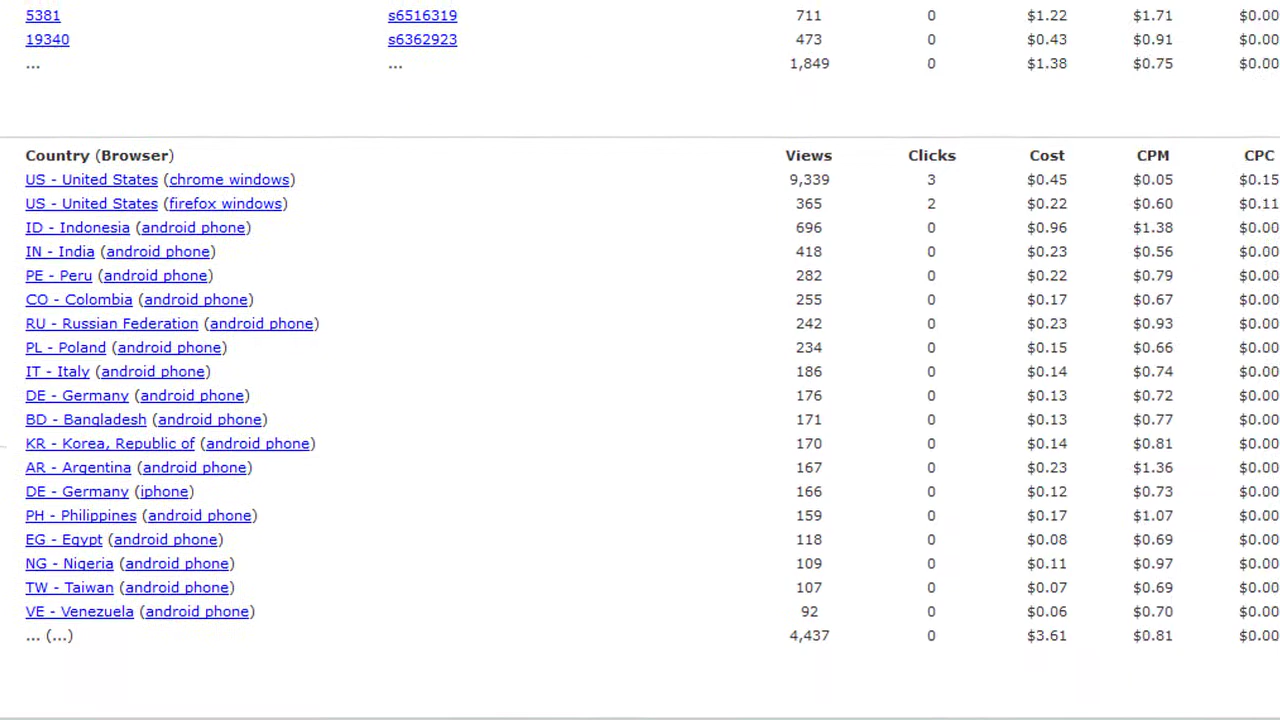 5381 s6516319 711 0 $1.22 $1.71 $0.00
19340 s6362923 473 0 $0.43 $0.91 $0.00
... ... 1,849 0 $1.38 $0.75 $0.00
Country (Browser) Views Clicks Cost CPM CPC
US - United States (chrome windows) 9,339 3 $0.45 $0.05 $0.15
US - United States (firefox windows) 365 2 $0.22 $0.60 $0.11
ID - Indonesia (android phone) 696 0 $0.96 $1.38 $0.00
IN - India (android phone) 418 0 $0.23 $0.56 $0.00
PE - Peru (android phone) 282 0 $0.22 $0.79 $0.00
CO - Colombia (android phone) 255 0 $0.17 $0.67 $0.00
RU - Russian Federation (android phone) 242 0 $0.23 $0.93 $0.00
PL - Poland (android phone) 234 0 $0.15 $0.66 $0.00
IT - Italy (android phone) 186 0 $0.14 $0.74 $0.00
DE - Germany (android phone) 176 0 $0.13 $0.72 $0.00
BD - Bangladesh (android phone) 171 0 $0.13 $0.77 $0.00
KR - Korea, Republic of (android phone) 170 0 $0.14 $0.81 $0.00
AR - Argentina (android phone) 167 0 $0.23 $1.36 $0.00
DE - Germany (iphone) 166 0 $0.12 $0.73 $0.00
PH - Philippines (android phone) 159 0 $0.17 $1.07 $0.00
EG - Egypt (android phone) 118 0 $0.08 $0.69 $0.00
NG - Nigeria (android phone) 109 0 $0.11 $0.97 $0.00
TW - Taiwan (android phone) 107 0 $0.07 $0.69 $0.00
VE - Venezuela (android phone) 92 0 $0.06 $0.70 $0.00
... (...) 4,437 0 $3.61 $0.81 $0.00